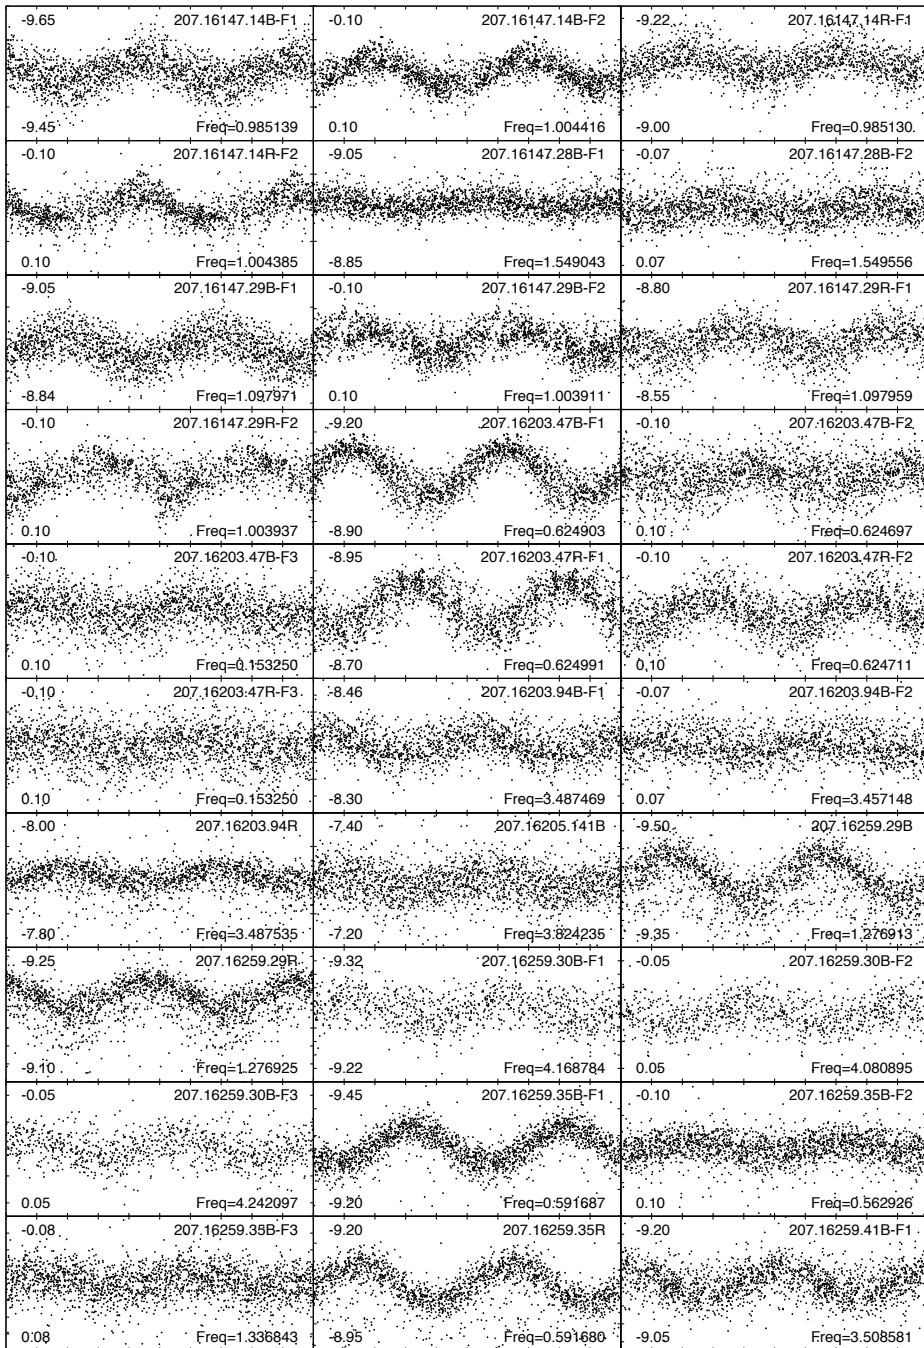 -9.65 207.16147.14B-F1
-9.45 Freq=0.985139
-0.10 207.16147.14B-F2
0.10 Freq=1.004416
-9.22 207.16147.14R-F1
-9.00 Freq=0.985130
-0.10 207.16147.14R-F2
0.10 Freq=1.004385
-9.05 207.16147.28B-F1
-8.85 Freq=1.549043
-0.07 207.16147.28B-F2
0.07 Freq=1.549556
-9.05 207.16147.29B-F1
-8.84 Freq=1.097971
-0.10 207.16147.29B-F2
0.10 Freq=1.003911
-8.80 207.16147.29R-F1
-8.55 Freq=1.097959
-0.10 207.16147.29R-F2
0.10 Freq=1.003937
-9.20 207.16203.47B-F1
-8.90 Freq=0.624903
-0.10 207.16203.47B-F2
0.10 Freq=0.624697
-0.10 207.16203.47B-F3
0.10 Freq=0.153250
-8.95 207.16203.47R-F1
-8.70 Freq=0.624991
-0.10 207.16203.47R-F2
0.10 Freq=0.624711
-0.10 207.16203.47R-F3
0.10 Freq=0.153250
-8.46 207.16203.94B-F1
-8.30 Freq=3.487469
-0.07 207.16203.94B-F2
0.07 Freq=3.457148
-8.00 207.16203.94R
-7.80 Freq=3.487535
-7.40 207.16205.141B
-7.20 Freq=3.824235
-9.50 207.16259.29B
-9.35 Freq=1.276913
-9.25 207.16259.29R
-9.10 Freq=1.276925
-9.32 207.16259.30B-F1
-9.22 Freq=4.168784
-0.05 207.16259.30B-F2
0.05 Freq=4.080895
-0.05 207.16259.30B-F3
0.05 Freq=4.242097
-9.45 207.16259.35B-F1
-9.20 Freq=0.591687
-0.10 207.16259.35B-F2
0.10 Freq=0.562926
-0.08 207.16259.35B-F3
0.08 Freq=1.336843
-9.20 207.16259.35R
-8.95 Freq=0.591680
-9.20 207.16259.41B-F1
-9.05 Freq=3.508581